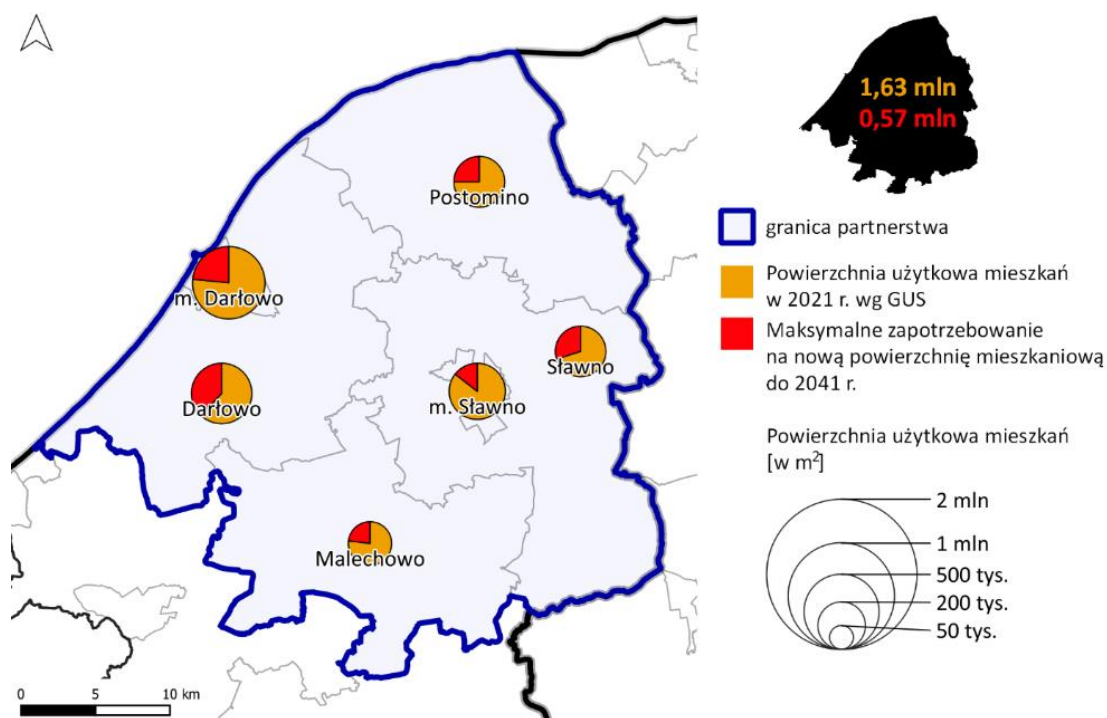 Postomino
m. Darłowo
Sławno
Darłowo
m. Sławno
Malechowo
0 5 10 km
1,63 mln
0,57 mln
granica partnerstwa
Powierzchnia użytkowa mieszkań
w 2021 r. wg GUS
Maksymalne zapotrzebowanie
na nową powierzchnię mieszkaniową
do 2041 r.
Powierzchnia użytkowa mieszkań
[w m²]
2 mln
1 mln
500 tys.
200 tys.
50 tys.